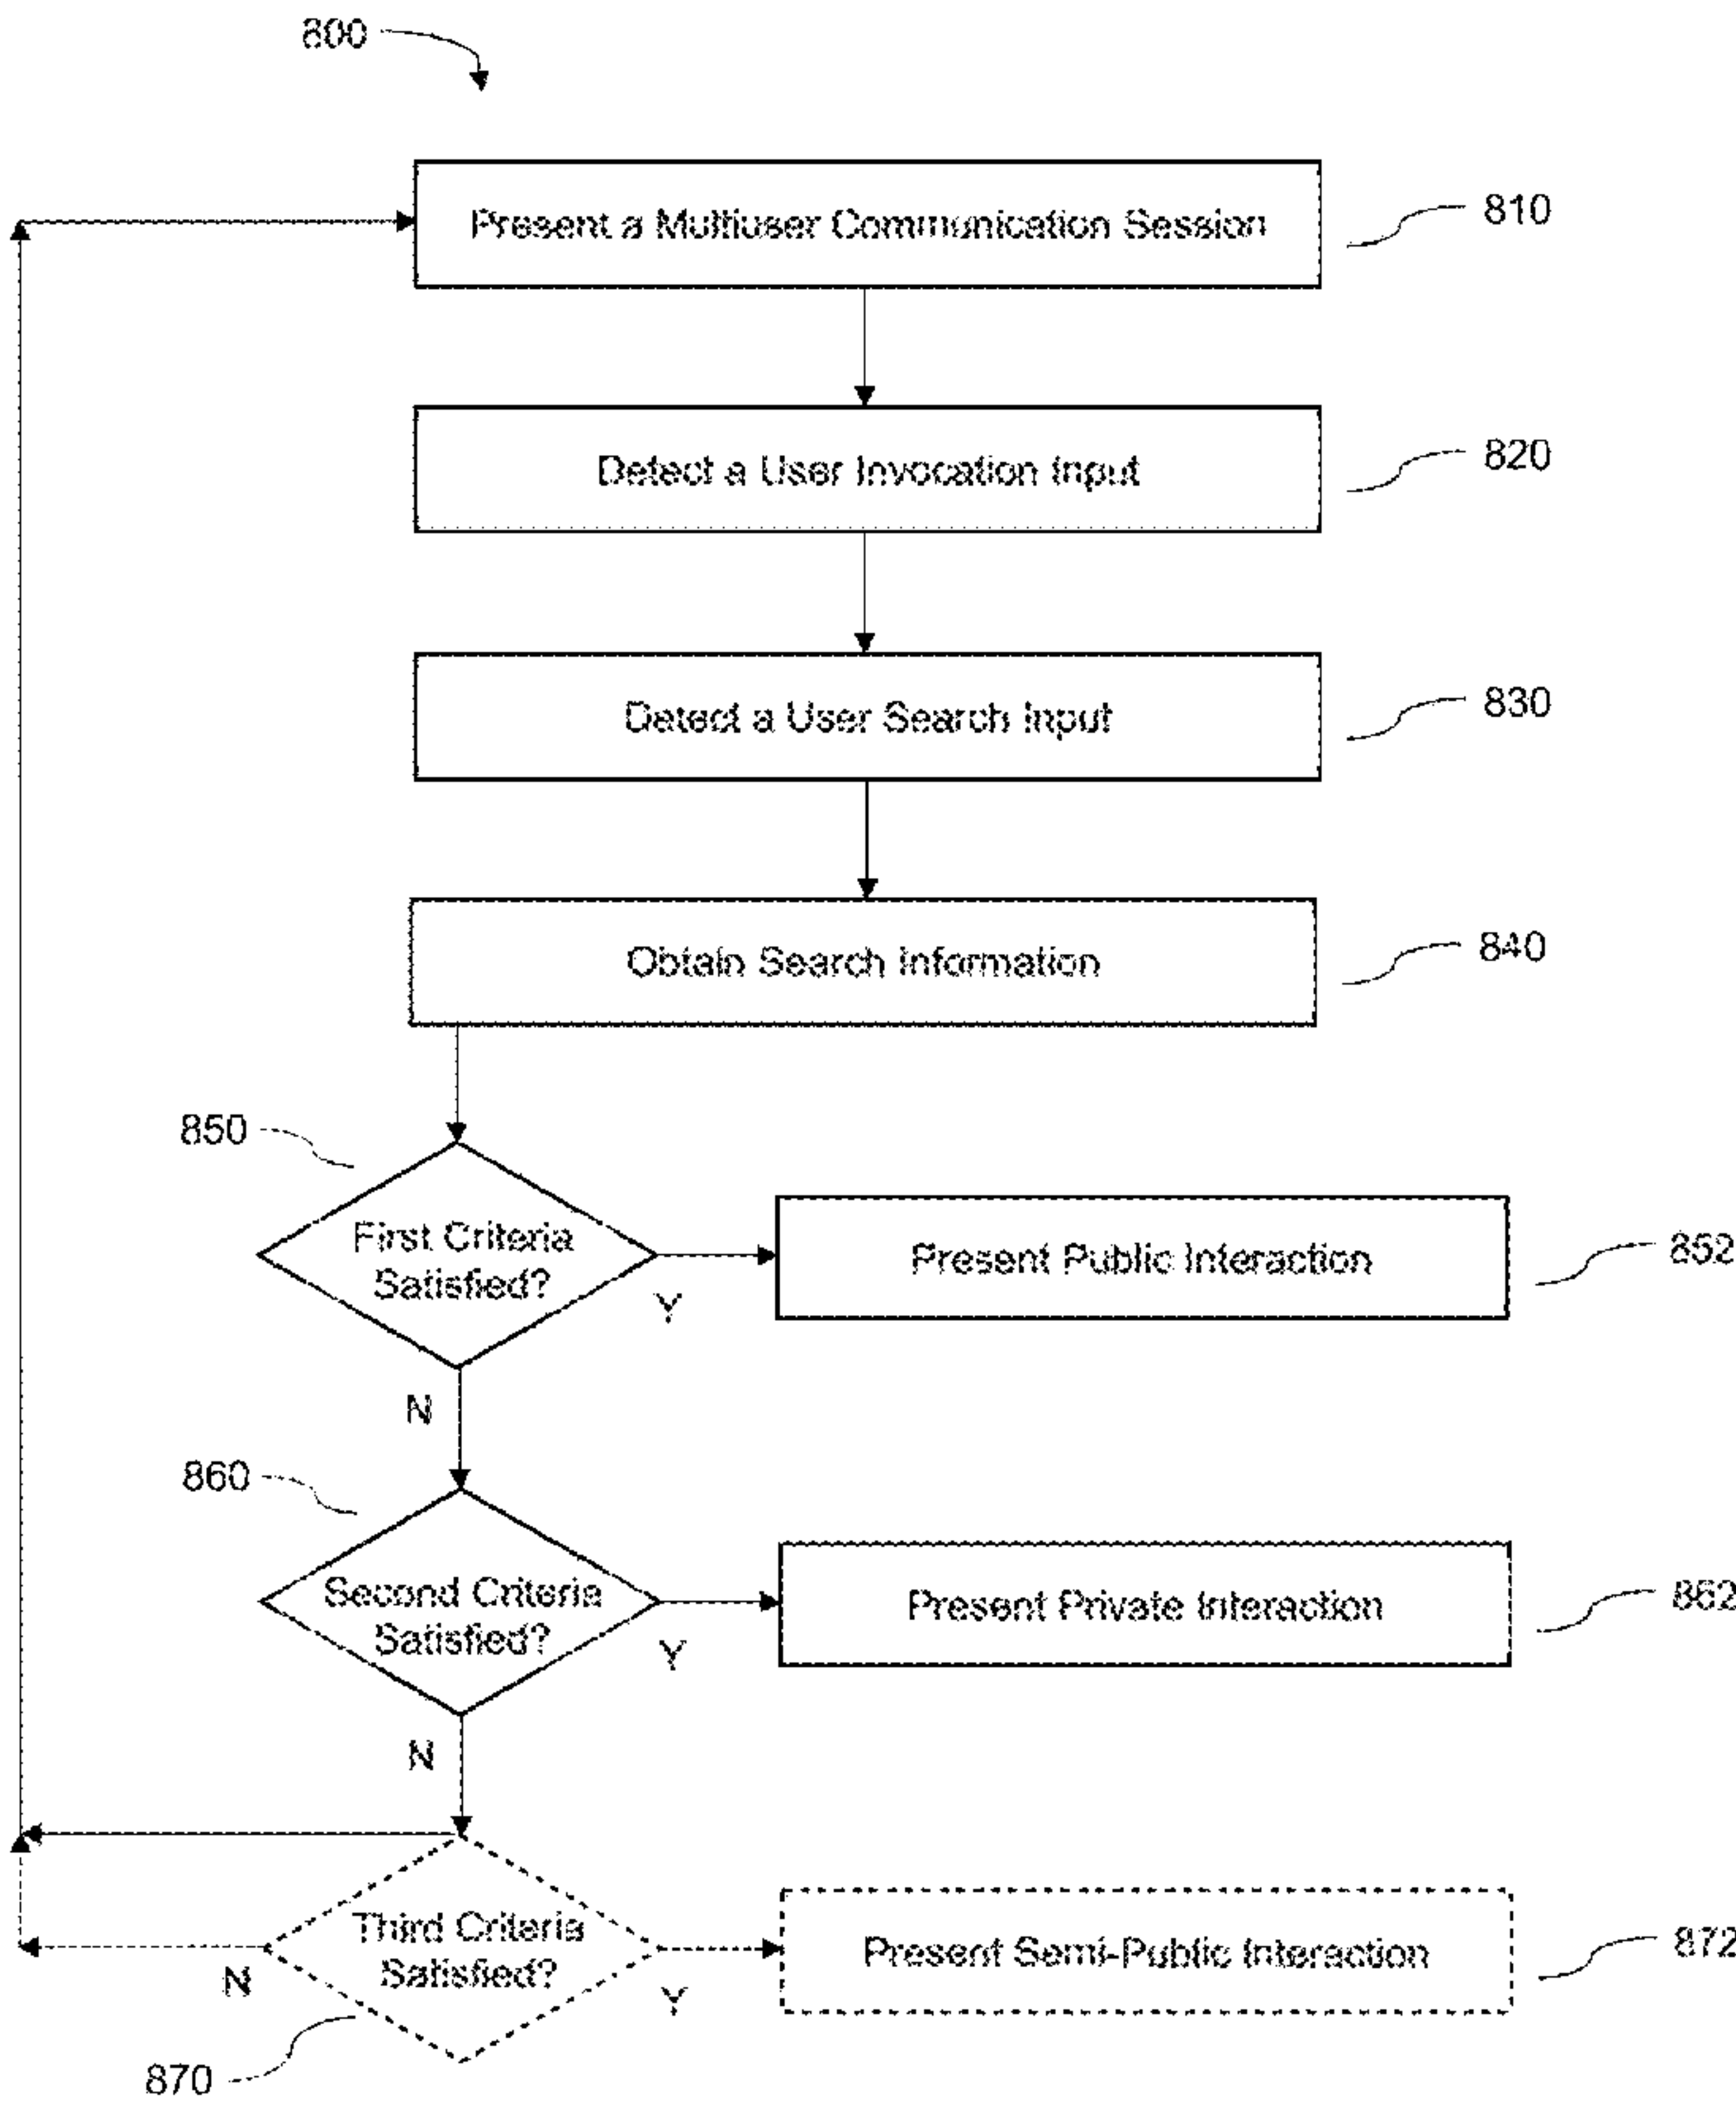 800
Present a Multiuser Communication Session
810
Detect a User Invocation Input
820
Detect a User Search Input
830
Obtain Search Information
840
850
First Criteria
Satisfied?
Y
N
Present Public Interaction
852
860
Second Criteria
Satisfied?
Y
N
Present Private Interaction
862
Third Criteria
Satisfied?
N
Y
Present Semi-Public Interaction
872
870